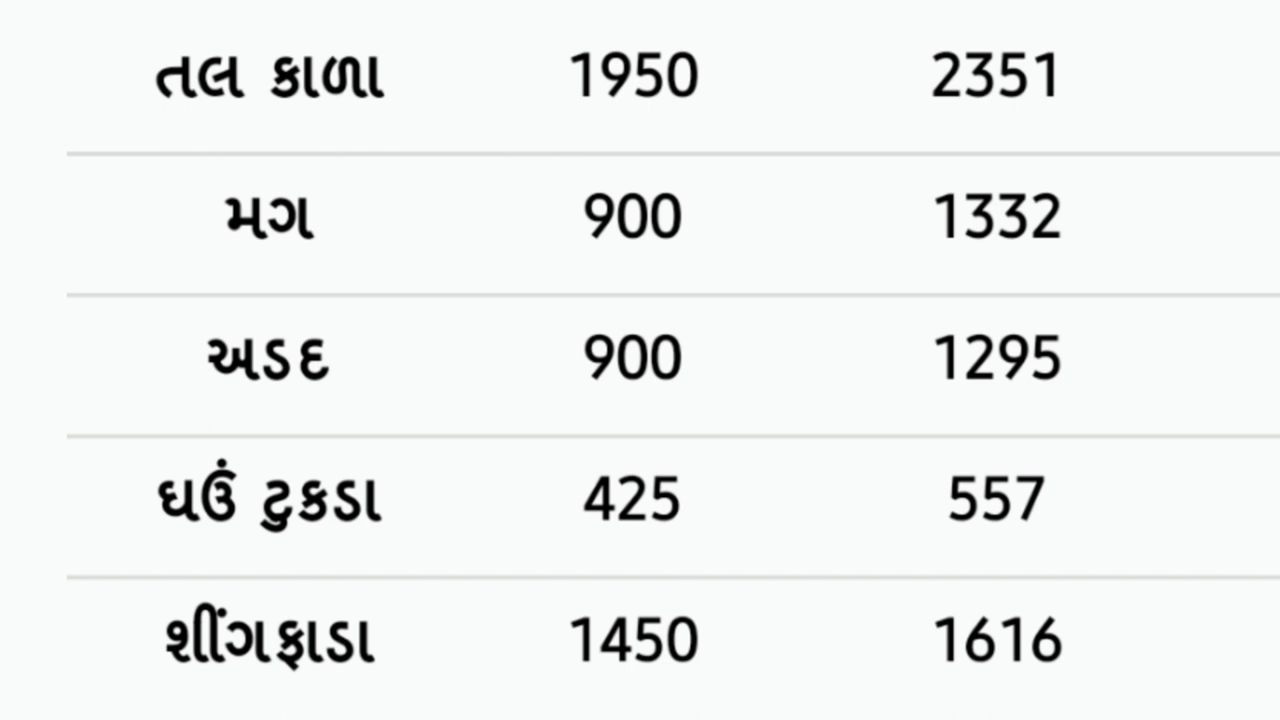 તલ કાળા 1950 2351
મગ 900 1332
અડદ 900 1295
ઘઉં ટુકડા 425 557
શીંગફાડા 1450 1616